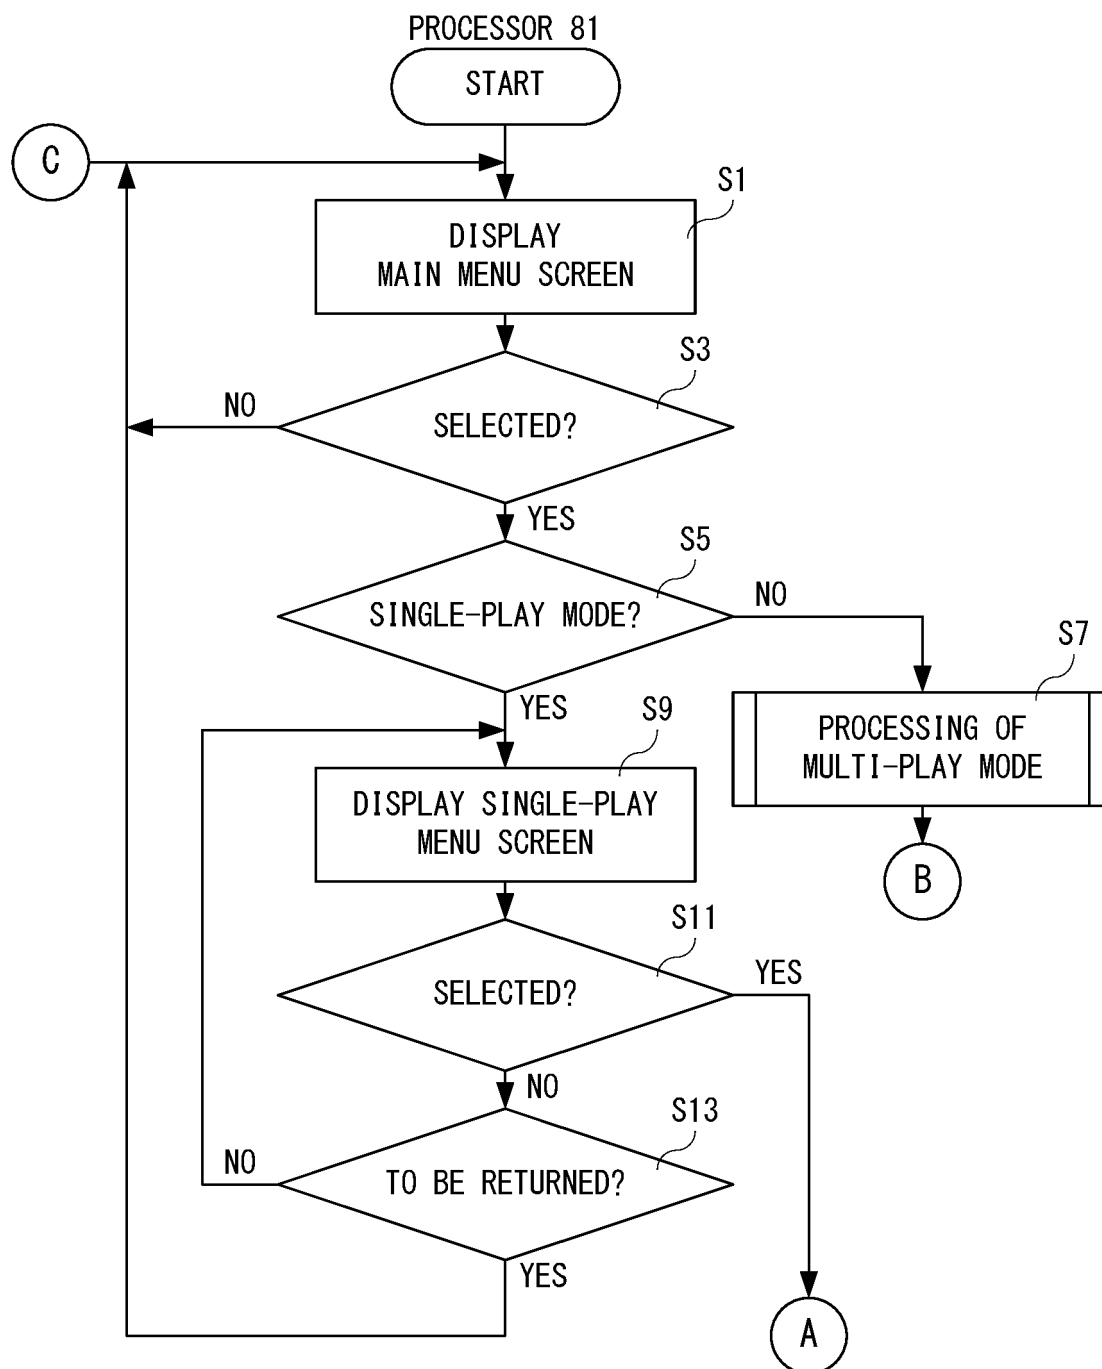 PROCESSOR 81
START
C
S1
DISPLAY
MAIN MENU SCREEN
S3
NO
SELECTED?
YES
S5
SINGLE-PLAY MODE?
NO
S7
YES
S9
PROCESSING OF
MULTI-PLAY MODE
DISPLAY SINGLE-PLAY
MENU SCREEN
B
S11
YES
SELECTED?
NO
S13
NO
TO BE RETURNED?
YES
A